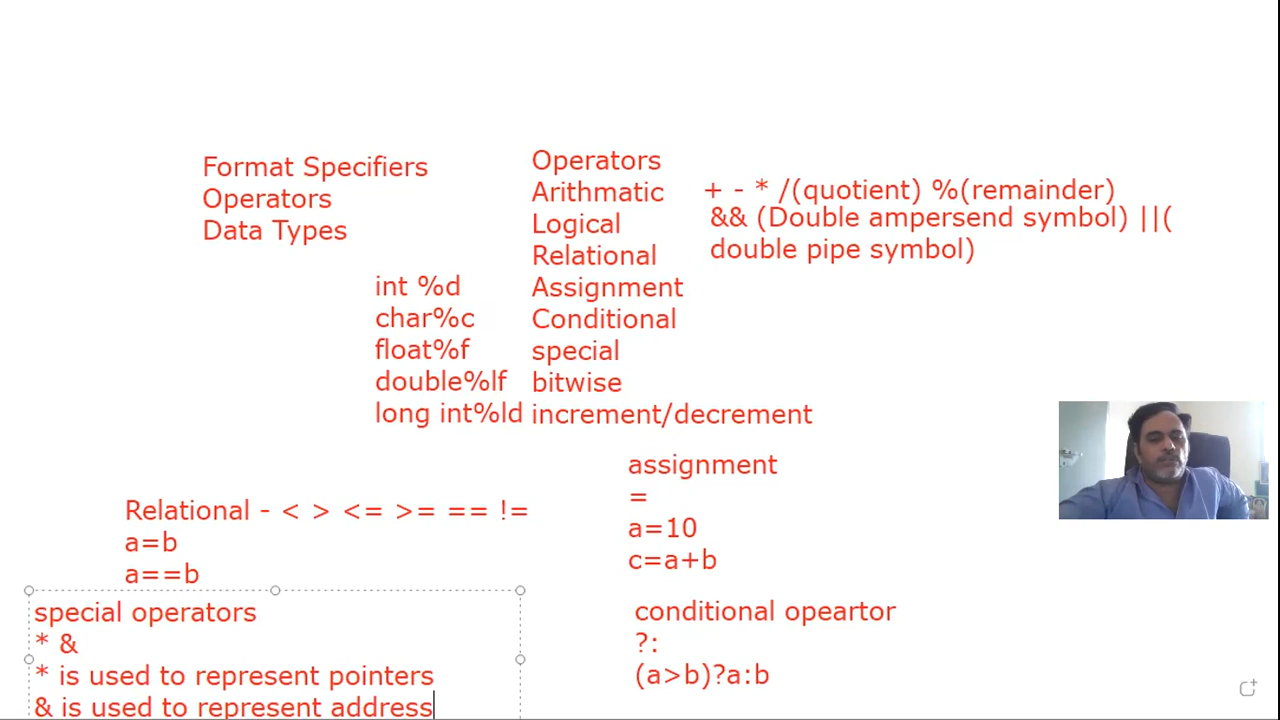 Format Specifiers
Operators
Data Types
int %d
char%c
float%f
double%lf
long int%ld
Operators
Arithmatic
Logical
Relational
Assignment
Conditional
special
bitwise
increment/decrement
+ - * /(quotient) %(remainder)
&& (Double ampersend symbol) ||(
double pipe symbol)
Relational - < > <= >= == !=
a=b
a==b
assignment
=
a=10
c=a+b
special operators
* &
* is used to represent pointers
& is used to represent address
conditional opeartor
?:
(a>b)?a:b